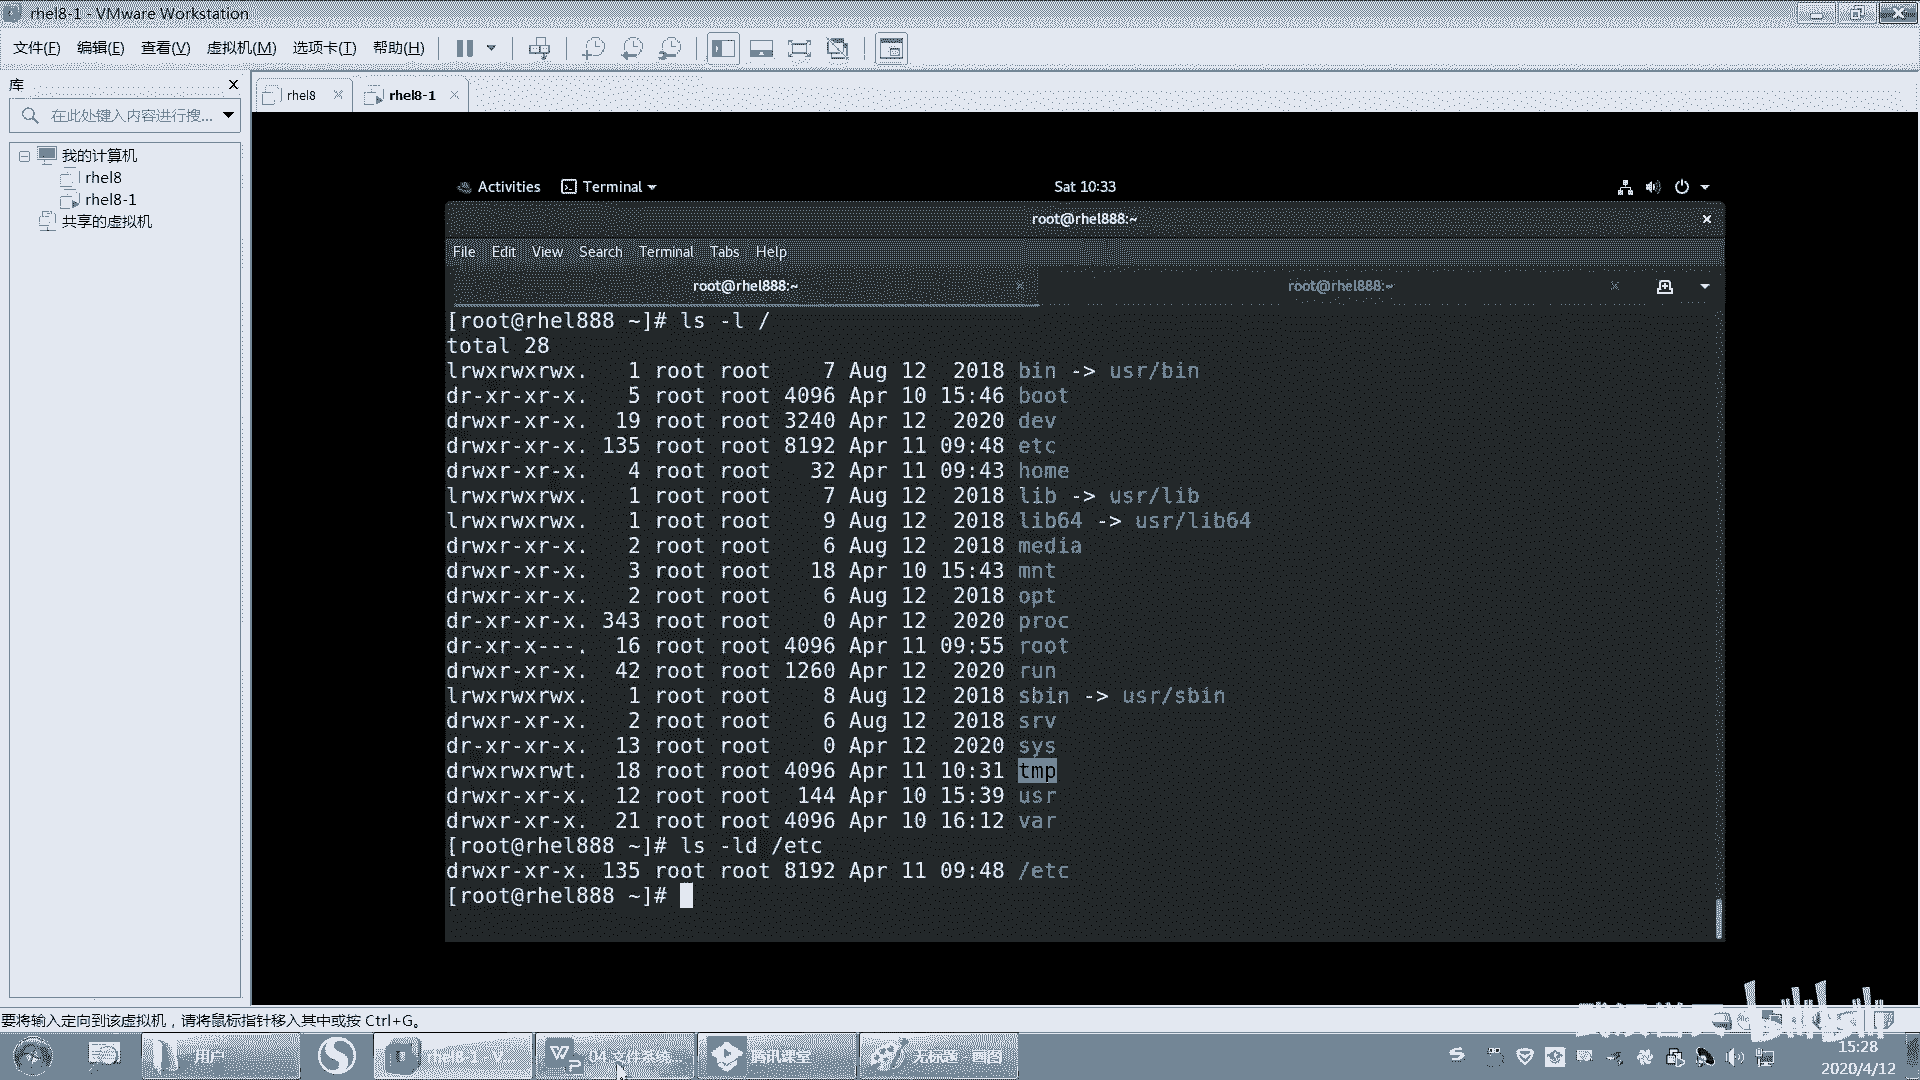 rhel8-1 - VMware Workstation
文件(F) 编辑(E) 查看(V) 虚拟机(M) 选项卡(T) 帮助(H)
库
在此处键入内容进行搜...
我的计算机
rhel8
rhel8-1
共享的虚拟机
rhel8 rhel8-1
Activities Terminal Sat 10:33
root@rhel888:~
File Edit View Search Terminal Tabs Help
root@rhel888:~ root@rhel888:~
[root@rhel888 ~]# ls -l /
total 28
lrwxrwxrwx. 1 root root 7 Aug 12 2018 bin -> usr/bin
dr-xr-xr-x. 5 root root 4096 Apr 10 15:46 boot
drwxr-xr-x. 19 root root 3240 Apr 12 2020 dev
drwxr-xr-x. 135 root root 8192 Apr 11 09:48 etc
drwxr-xr-x. 4 root root 32 Apr 11 09:43 home
lrwxrwxrwx. 1 root root 7 Aug 12 2018 lib -> usr/lib
lrwxrwxrwx. 1 root root 9 Aug 12 2018 lib64 -> usr/lib64
drwxr-xr-x. 2 root root 6 Aug 12 2018 media
drwxr-xr-x. 3 root root 18 Apr 10 15:43 mnt
drwxr-xr-x. 2 root root 6 Aug 12 2018 opt
dr-xr-xr-x. 343 root root 0 Apr 12 2020 proc
dr-xr-x---. 16 root root 4096 Apr 11 09:55 root
drwxr-xr-x. 42 root root 1260 Apr 12 2020 run
lrwxrwxrwx. 1 root root 8 Aug 12 2018 sbin -> usr/sbin
drwxr-xr-x. 2 root root 6 Aug 12 2018 srv
dr-xr-xr-x. 13 root root 0 Apr 12 2020 sys
drwxrwxrwt. 18 root root 4096 Apr 11 10:31 tmp
drwxr-xr-x. 12 root root 144 Apr 10 15:39 usr
drwxr-xr-x. 21 root root 4096 Apr 10 16:12 var
[root@rhel888 ~]# ls -ld /etc
drwxr-xr-x. 135 root root 8192 Apr 11 09:48 /etc
[root@rhel888 ~]#
要将输入定向到该虚拟机，请将鼠标指针移入其中或按 Ctrl+G。
bilibili
用户 rhel8-1 - V... 04.文件系统... 腾讯课堂 无标题 - 画图
15:28
2020/4/12